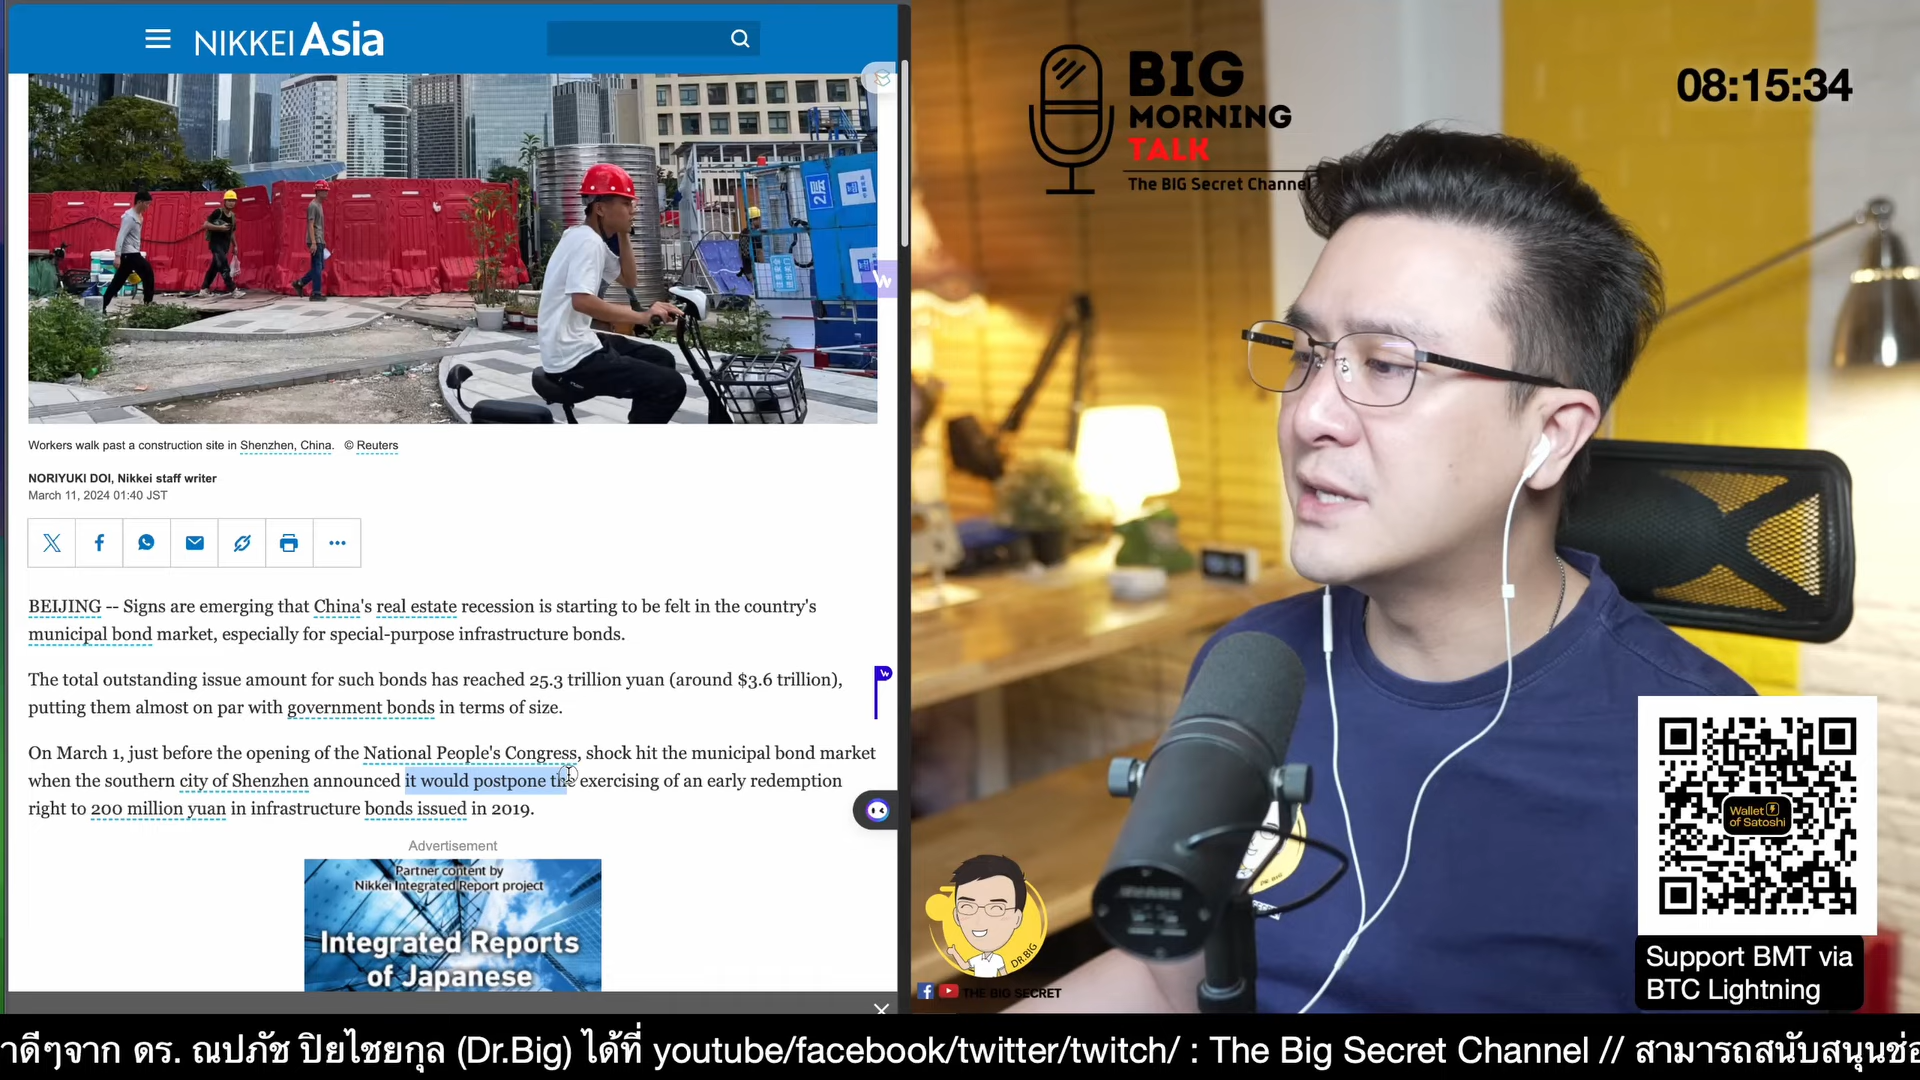 NIKKEI Asia
2层
Workers walk past a construction site in Shenzhen, China. © Reuters
NORIYUKI DOI, Nikkei staff writer
March 11, 2024 01:40 JST
BEIJING -- Signs are emerging that China's real estate recession is starting to be felt in the country's
municipal bond market, especially for special-purpose infrastructure bonds.
The total outstanding issue amount for such bonds has reached 25.3 trillion yuan (around $3.6 trillion),
putting them almost on par with government bonds in terms of size.
On March 1, just before the opening of the National People's Congress, shock hit the municipal bond market
when the southern city of Shenzhen announced it would postpone the exercising of an early redemption
right to 200 million yuan in infrastructure bonds issued in 2019.
Advertisement
Partner content by
Nikkei Integrated Report project
Integrated Reports
of Japanese
BIG
MORNING
TALK
The BIG Secret Channel
08:15:34
DR.BIG
THE BIG SECRET
Wallet
of Satoshi
Support BMT via
BTC Lightning
าดีๆจาก ดร. ณปภัช ปิยไชยกุล (Dr.Big) ได้ที่ youtube/facebook/twitter/twitch/ : The Big Secret Channel // สามารถสนับสนุนช่อ